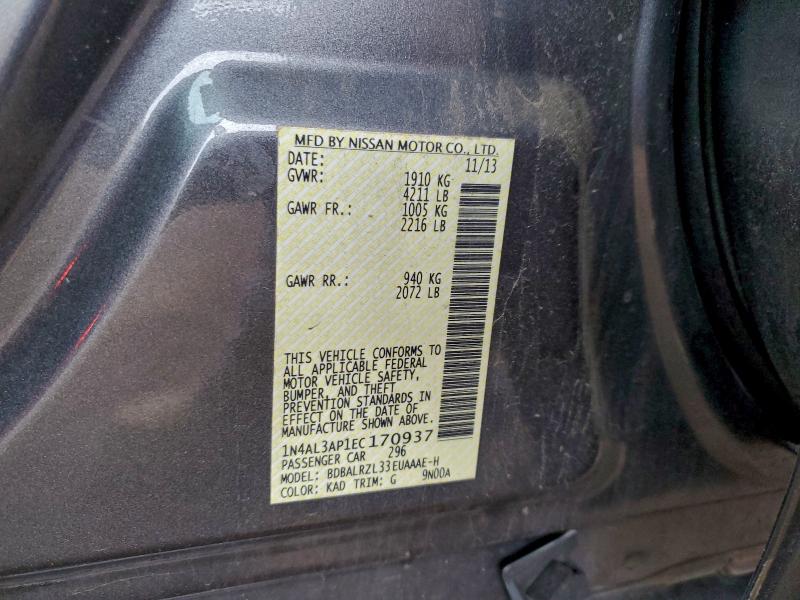 MFD BY NISSAN MOTOR CO., LTD.
DATE: 11/13
GVWR: 1910 KG
4211 LB
GAWR FR.: 1005 KG
2216 LB
GAWR RR.: 940 KG
2072 LB
THIS VEHICLE CONFORMS TO
ALL APPLICABLE FEDERAL
MOTOR VEHICLE SAFETY,
BUMPER, AND THEFT
PREVENTION STANDARDS IN
EFFECT ON THE DATE OF
MANUFACTURE SHOWN ABOVE.
1N4AL3AP1EC170937
PASSENGER CAR 296
MODEL: BDBALRZL33EUAAAE-H
COLOR: KAD TRIM: G 9N00A